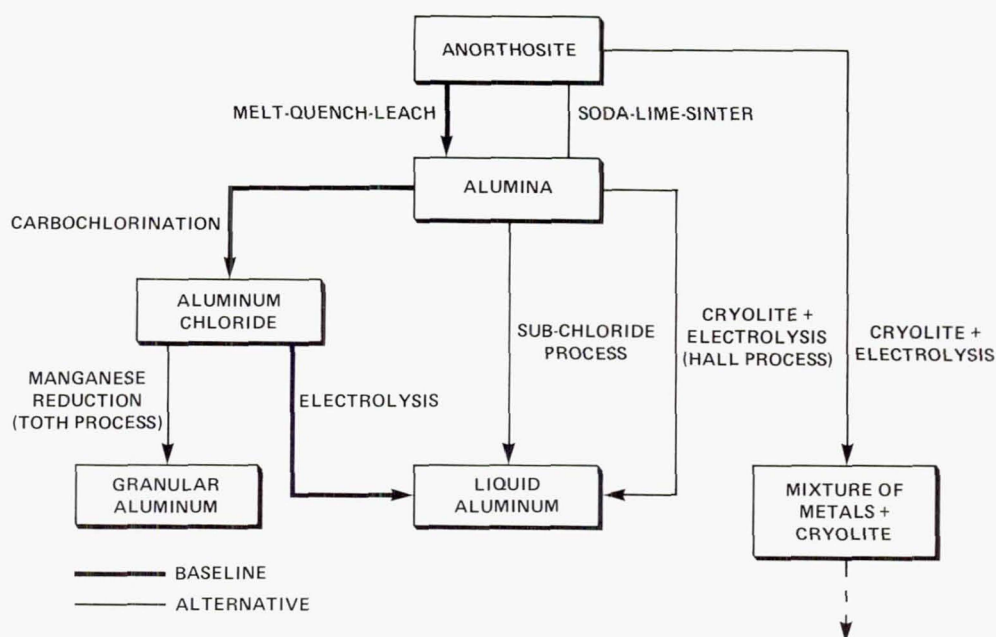 ANORTHOSITE
MELT-QUENCH-LEACH
SODA-LIME-SINTER
ALUMINA
CARBOCHLORINATION
ALUMINUM
CHLORIDE
SUB-CHLORIDE
PROCESS
CRYOLITE +
ELECTROLYSIS
(HALL PROCESS)
CRYOLITE +
ELECTROLYSIS
MANGANESE
REDUCTION
(TOTH PROCESS)
ELECTROLYSIS
GRANULAR
ALUMINUM
LIQUID
ALUMINUM
MIXTURE OF
METALS +
CRYOLITE
BASELINE
ALTERNATIVE